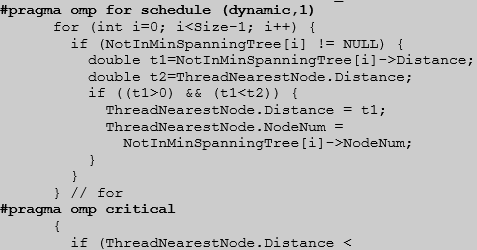 #pragma omp for schedule (dynamic,1)
for (int i=0; i<Size-1; i++) {
if (NotInMinSpanningTree[i] != NULL) {
double t1=NotInMinSpanningTree[i]->Distance;
double t2=ThreadNearestNode.Distance;
if ((t1>0) && (t1<t2)) {
ThreadNearestNode.Distance = t1;
ThreadNearestNode.NodeNum =
NotInMinSpanningTree[i]->NodeNum;
}
}
} // for
#pragma omp critical
{
if (ThreadNearestNode.Distance <